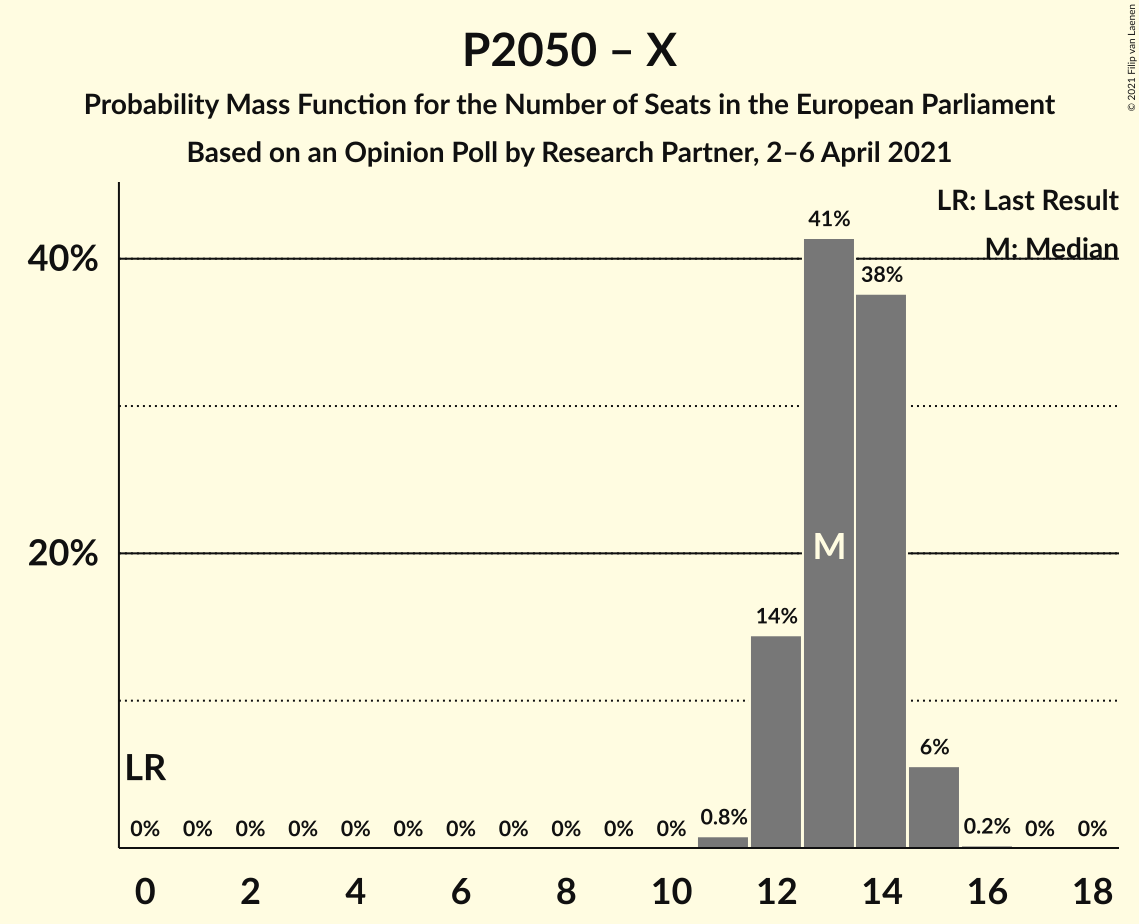 P2050 – X
Probability Mass Function for the Number of Seats in the European Parliament
Based on an Opinion Poll by Research Partner, 2–6 April 2021
© 2021 Filip van Laenen
LR: Last Result
M: Median
40%
20%
41%
38%
M
14%
6%
LR
0% 0% 0% 0% 0% 0% 0% 0% 0% 0% 0% 0.8% 0.2% 0% 0%
0 2 4 6 8 10 12 14 16 18